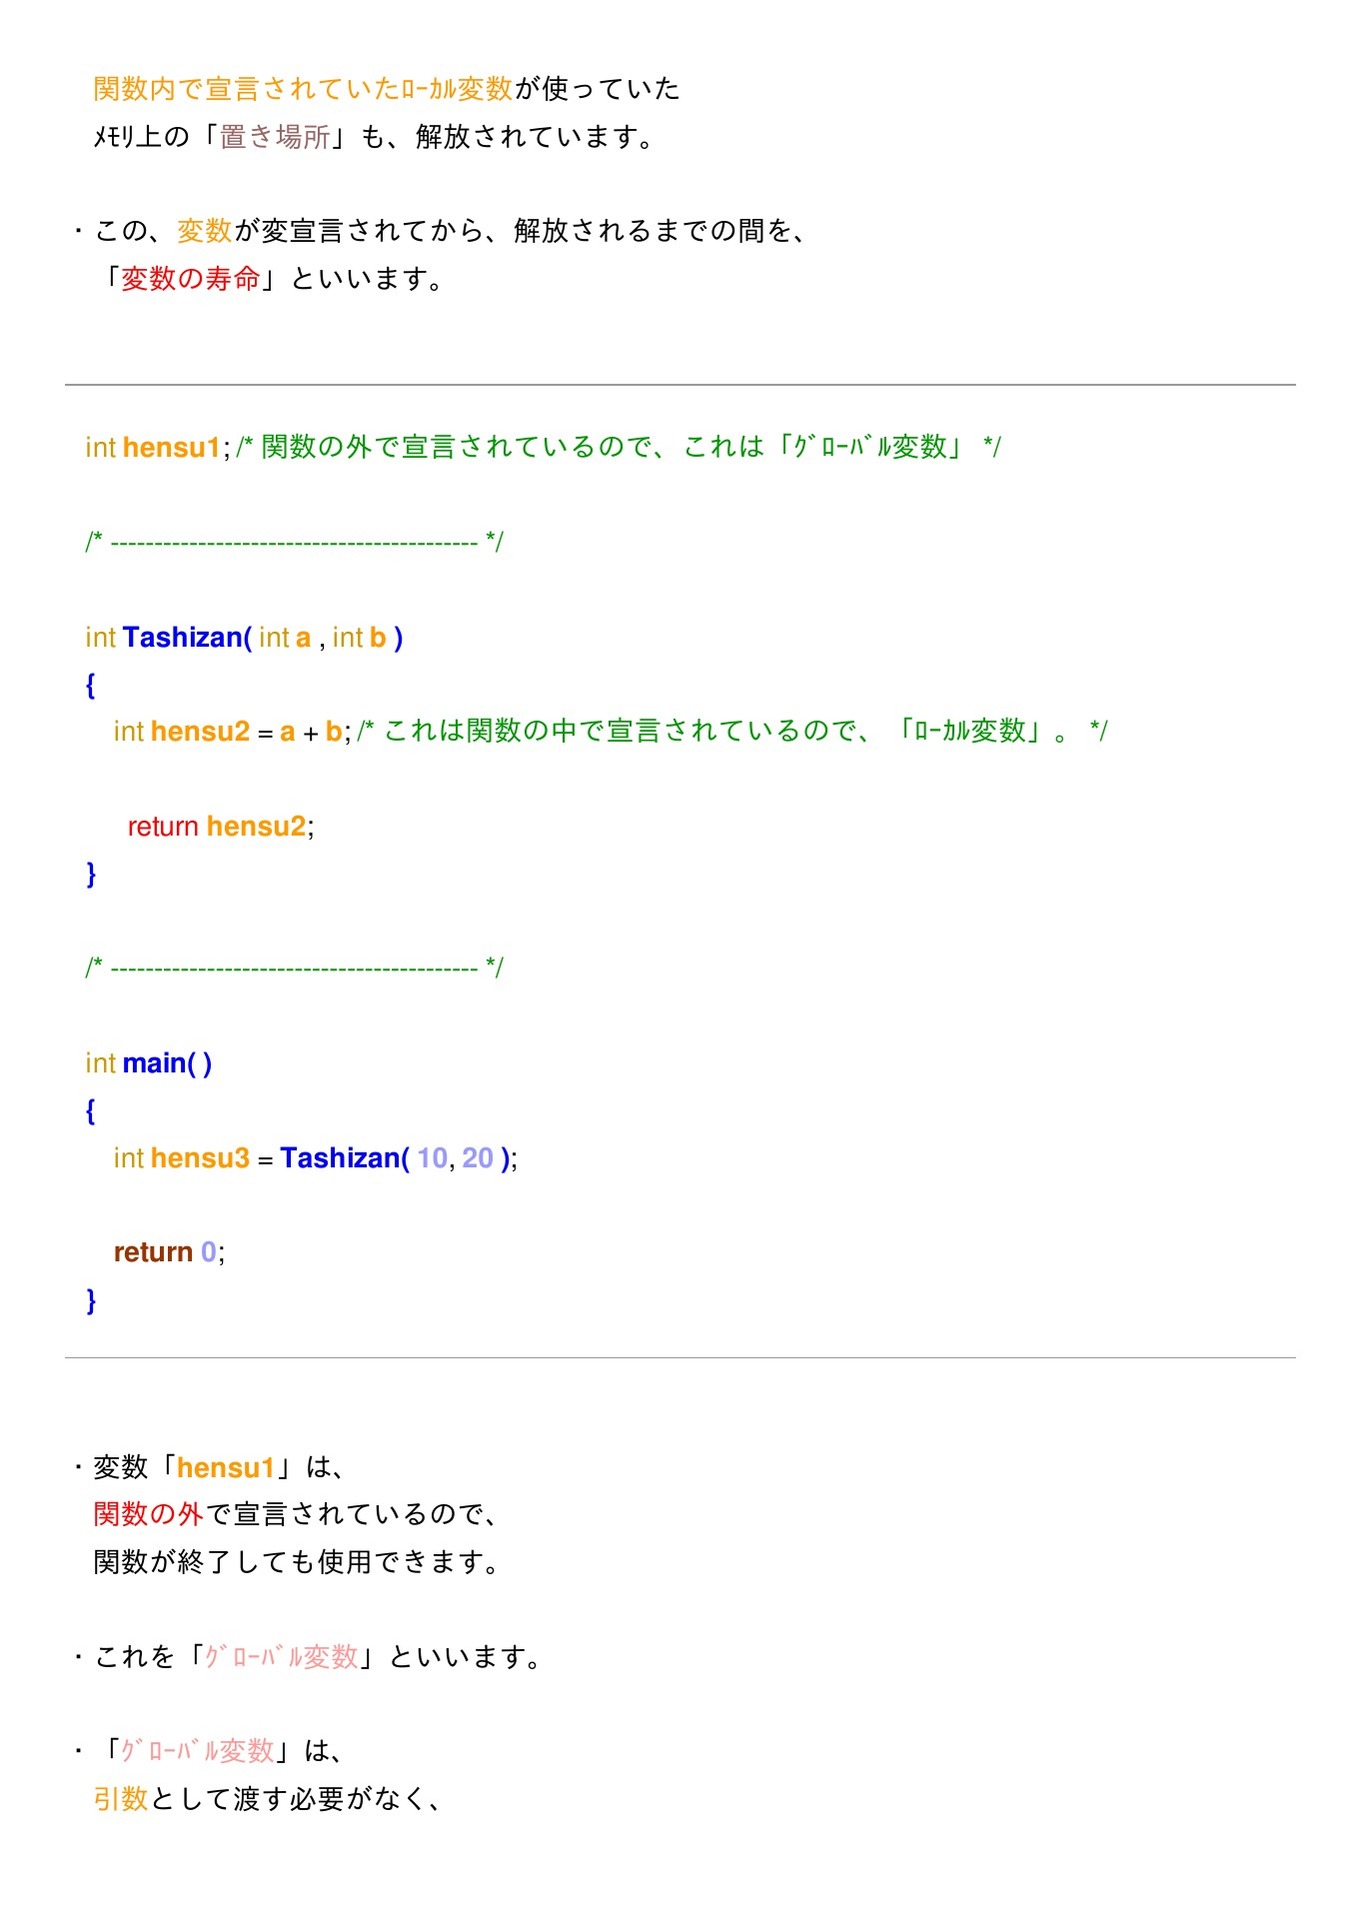 関数内で宣言されていたﾛｰｶﾙ変数が使っていた
ﾒﾓﾘ上の「置き場所」も、解放されています。
・この、変数が変宣言されてから、解放されるまでの間を、
「変数の寿命」といいます。
int hensu1; /* 関数の外で宣言されているので、これは「ｸﾞﾛｰﾊﾞﾙ変数」 */
/* ------------------------------------------ */
int Tashizan( int a , int b )
{
int hensu2 = a + b; /* これは関数の中で宣言されているので、「ﾛｰｶﾙ変数」。 */
return hensu2;
}
/* ------------------------------------------ */
int main( )
{
int hensu3 = Tashizan( 10, 20 );
return 0;
}
・変数「hensu1」は、
関数の外で宣言されているので、
関数が終了しても使用できます。
・これを「ｸﾞﾛｰﾊﾞﾙ変数」といいます。
・「ｸﾞﾛｰﾊﾞﾙ変数」は、
引数として渡す必要がなく、